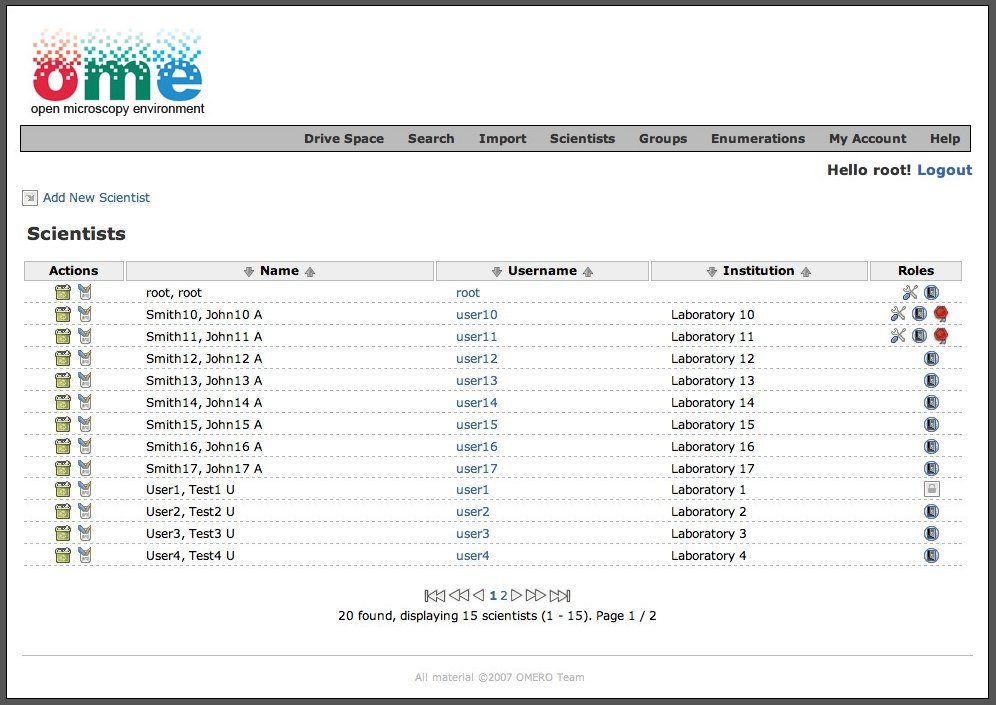 ome
open microscopy environment
Drive Space Search Import Scientists Groups Enumerations My Account Help
Hello root! Logout
Add New Scientist
Scientists
Actions Name Username Institution Roles
root, root root
Smith10, John10 A user10 Laboratory 10
Smith11, John11 A user11 Laboratory 11
Smith12, John12 A user12 Laboratory 12
Smith13, John13 A user13 Laboratory 13
Smith14, John14 A user14 Laboratory 14
Smith15, John15 A user15 Laboratory 15
Smith16, John16 A user16 Laboratory 16
Smith17, John17 A user17 Laboratory 17
User1, Test1 U user1 Laboratory 1
User2, Test2 U user2 Laboratory 2
User3, Test3 U user3 Laboratory 3
User4, Test4 U user4 Laboratory 4
1 2
20 found, displaying 15 scientists (1 - 15). Page 1 / 2
All material ©2007 OMERO Team